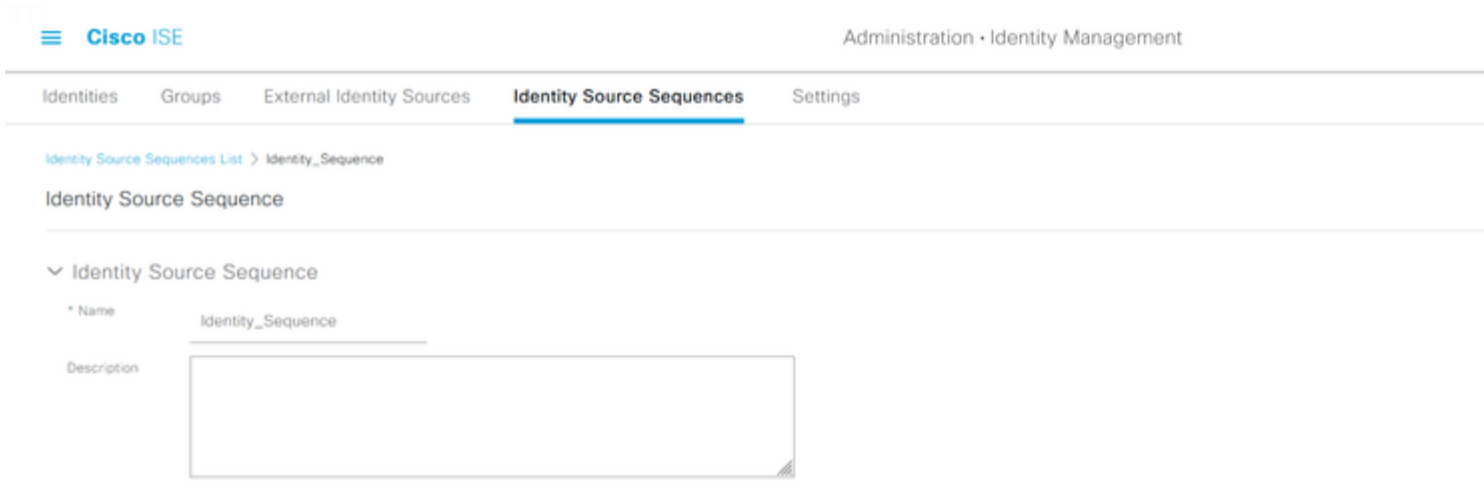 Cisco ISE Administration · Identity Management
Identities Groups External Identity Sources Identity Source Sequences Settings
Identity Source Sequences List > Identity_Sequence
Identity Source Sequence
Identity Source Sequence
* Name Identity_Sequence
Description